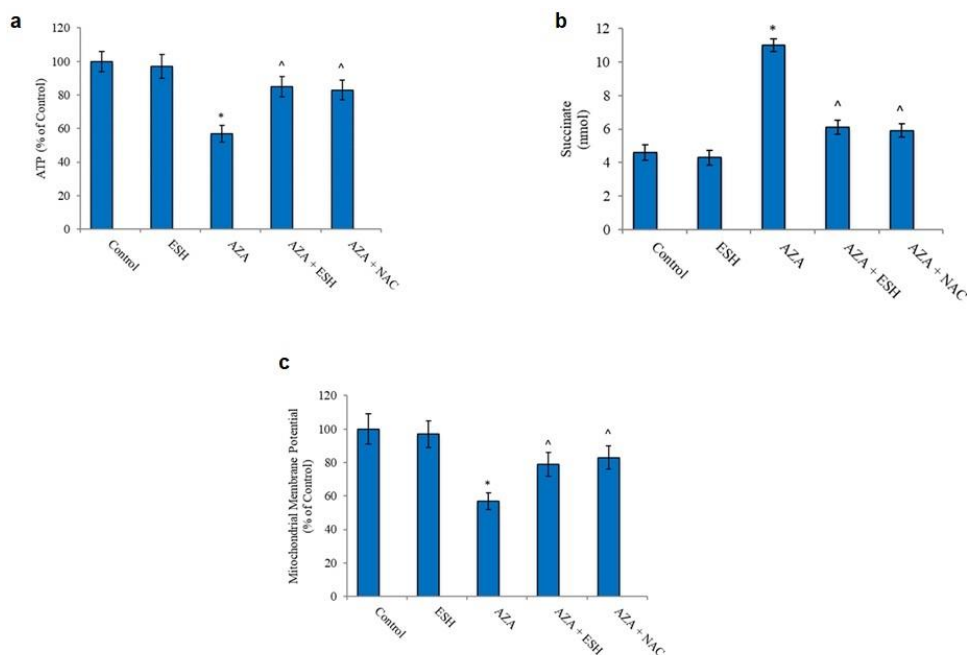 a
ATP (% of Control)
120
100
80
60
40
20
0
*
^
^
Control
ESH
AZA
AZA + ESH
AZA + NAC
b
Succinate
(nmol)
12
10
8
6
4
2
0
*
^
^
Control
ESH
AZA
AZA + ESH
AZA + NAC
c
Mitochondrial Membrane Potential
(% of Control)
120
100
80
60
40
20
0
*
^
^
Control
ESH
AZA
AZA + ESH
AZA + NAC